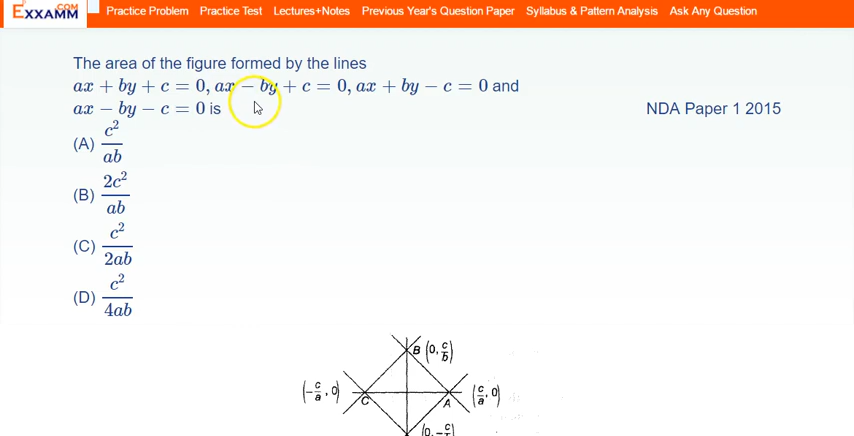 EXXAMM.COM
Practice Problem Practice Test Lectures+Notes Previous Year's Question Paper Syllabus & Pattern Analysis Ask Any Question
The area of the figure formed by the lines
ax + by + c = 0, ax − by + c = 0, ax + by − c = 0 and
ax − by − c = 0 is
NDA Paper 1 2015
(A) c²/ab
(B) 2c²/ab
(C) c²/2ab
(D) c²/4ab
B (0, c/b)
(−c/a, 0) C A (c/a, 0)